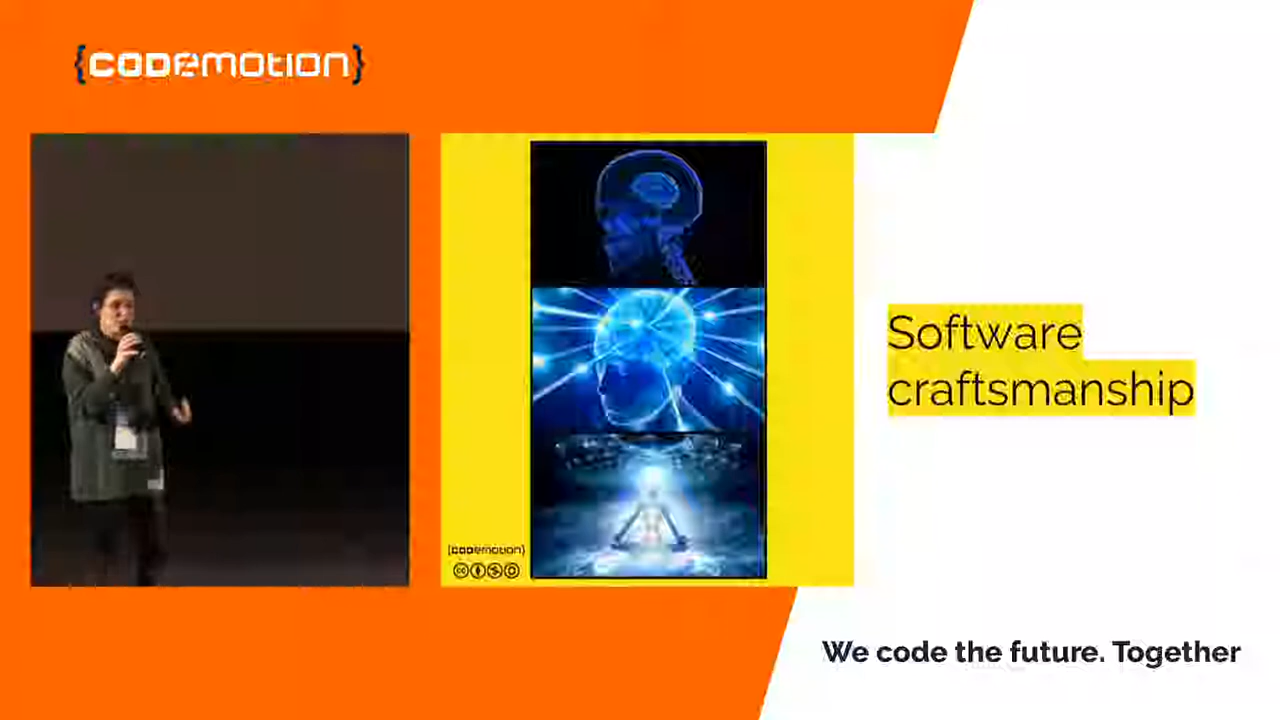 {codemotion}
Software
craftsmanship
{codemotion}
We code the future. Together